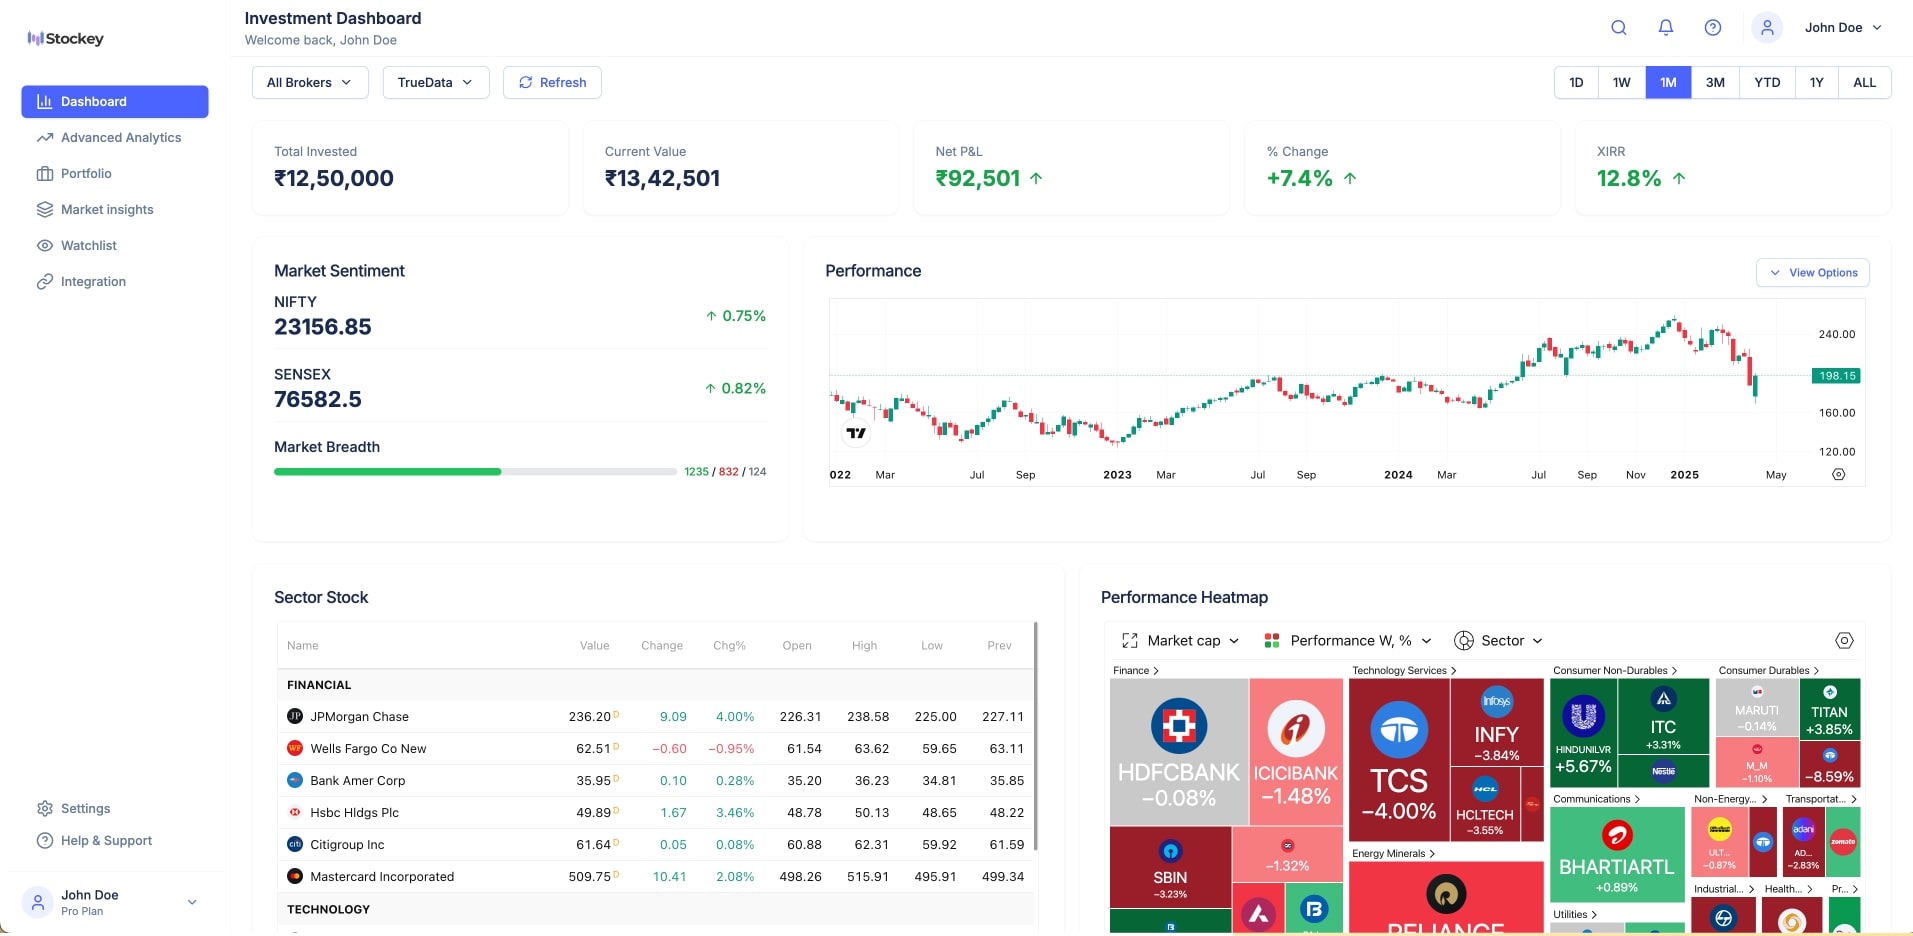 Stockey
Dashboard
Advanced Analytics
Portfolio
Market insights
Watchlist
Integration
Settings
Help & Support
John Doe
Pro Plan
Investment Dashboard
Welcome back, John Doe
John Doe
All Brokers
TrueData
Refresh
1D 1W 1M 3M YTD 1Y ALL
Total Invested
₹12,50,000
Current Value
₹13,42,501
Net P&L
₹92,501
% Change
+7.4%
XIRR
12.8%
Market Sentiment
NIFTY
23156.85
0.75%
SENSEX
76582.5
0.82%
Market Breadth
1235 / 832 / 124
Performance
View Options
240.00
198.15
160.00
120.00
022 Mar Jul Sep 2023 Mar Jul Sep 2024 Mar Jul Sep Nov 2025 May
Sector Stock
Name Value Change Chg% Open High Low Prev
FINANCIAL
JP JPMorgan Chase 236.20 D 9.09 4.00% 226.31 238.58 225.00 227.11
WF Wells Fargo Co New 62.51 D −0.60 −0.95% 61.54 63.62 59.65 63.11
Bank Amer Corp 35.95 D 0.10 0.28% 35.20 36.23 34.81 35.85
Hsbc Hldgs Plc 49.89 D 1.67 3.46% 48.78 50.13 48.65 48.22
citi Citigroup Inc 61.64 D 0.05 0.08% 60.88 62.31 59.92 61.59
Mastercard Incorporated 509.75 D 10.41 2.08% 498.26 515.91 495.91 499.34
TECHNOLOGY
Performance Heatmap
Market cap Performance W, % Sector
Finance
HDFCBANK
−0.08%
ICICIBANK
−1.48%
SBIN
−3.23%
−1.32%
Technology Services
TCS
−4.00%
Infosys
INFY
−3.84%
HCL
HCLTECH
−3.55%
Energy Minerals
RELIANCE
Consumer Non-Durables
HINDUNILVR
+5.67%
ITC
+3.31%
Nestle
Consumer Durables
MARUTI
−0.14%
TITAN
+3.85%
M_M
−1.10%
−8.59%
Communications
BHARTIARTL
+0.89%
Non-Energy...
ULT...
−0.87%
Transportat...
adani
AD...
−2.83%
zomato
Industrial...
Health...
Pr...
Utilities